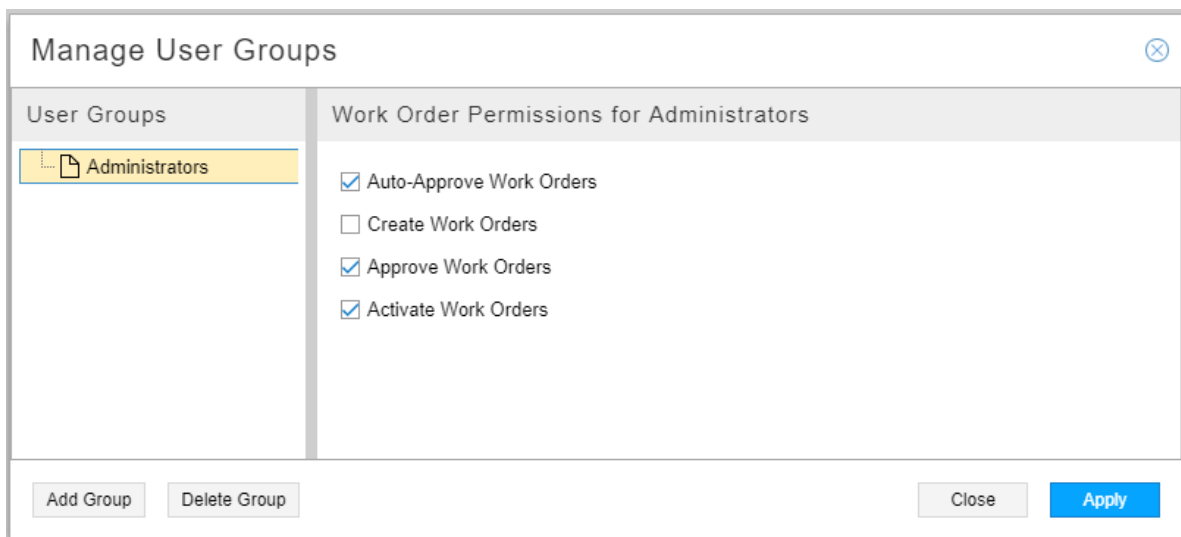 Manage User Groups
User Groups
Work Order Permissions for Administrators
Administrators
Auto-Approve Work Orders
Create Work Orders
Approve Work Orders
Activate Work Orders
Add Group
Delete Group
Close
Apply